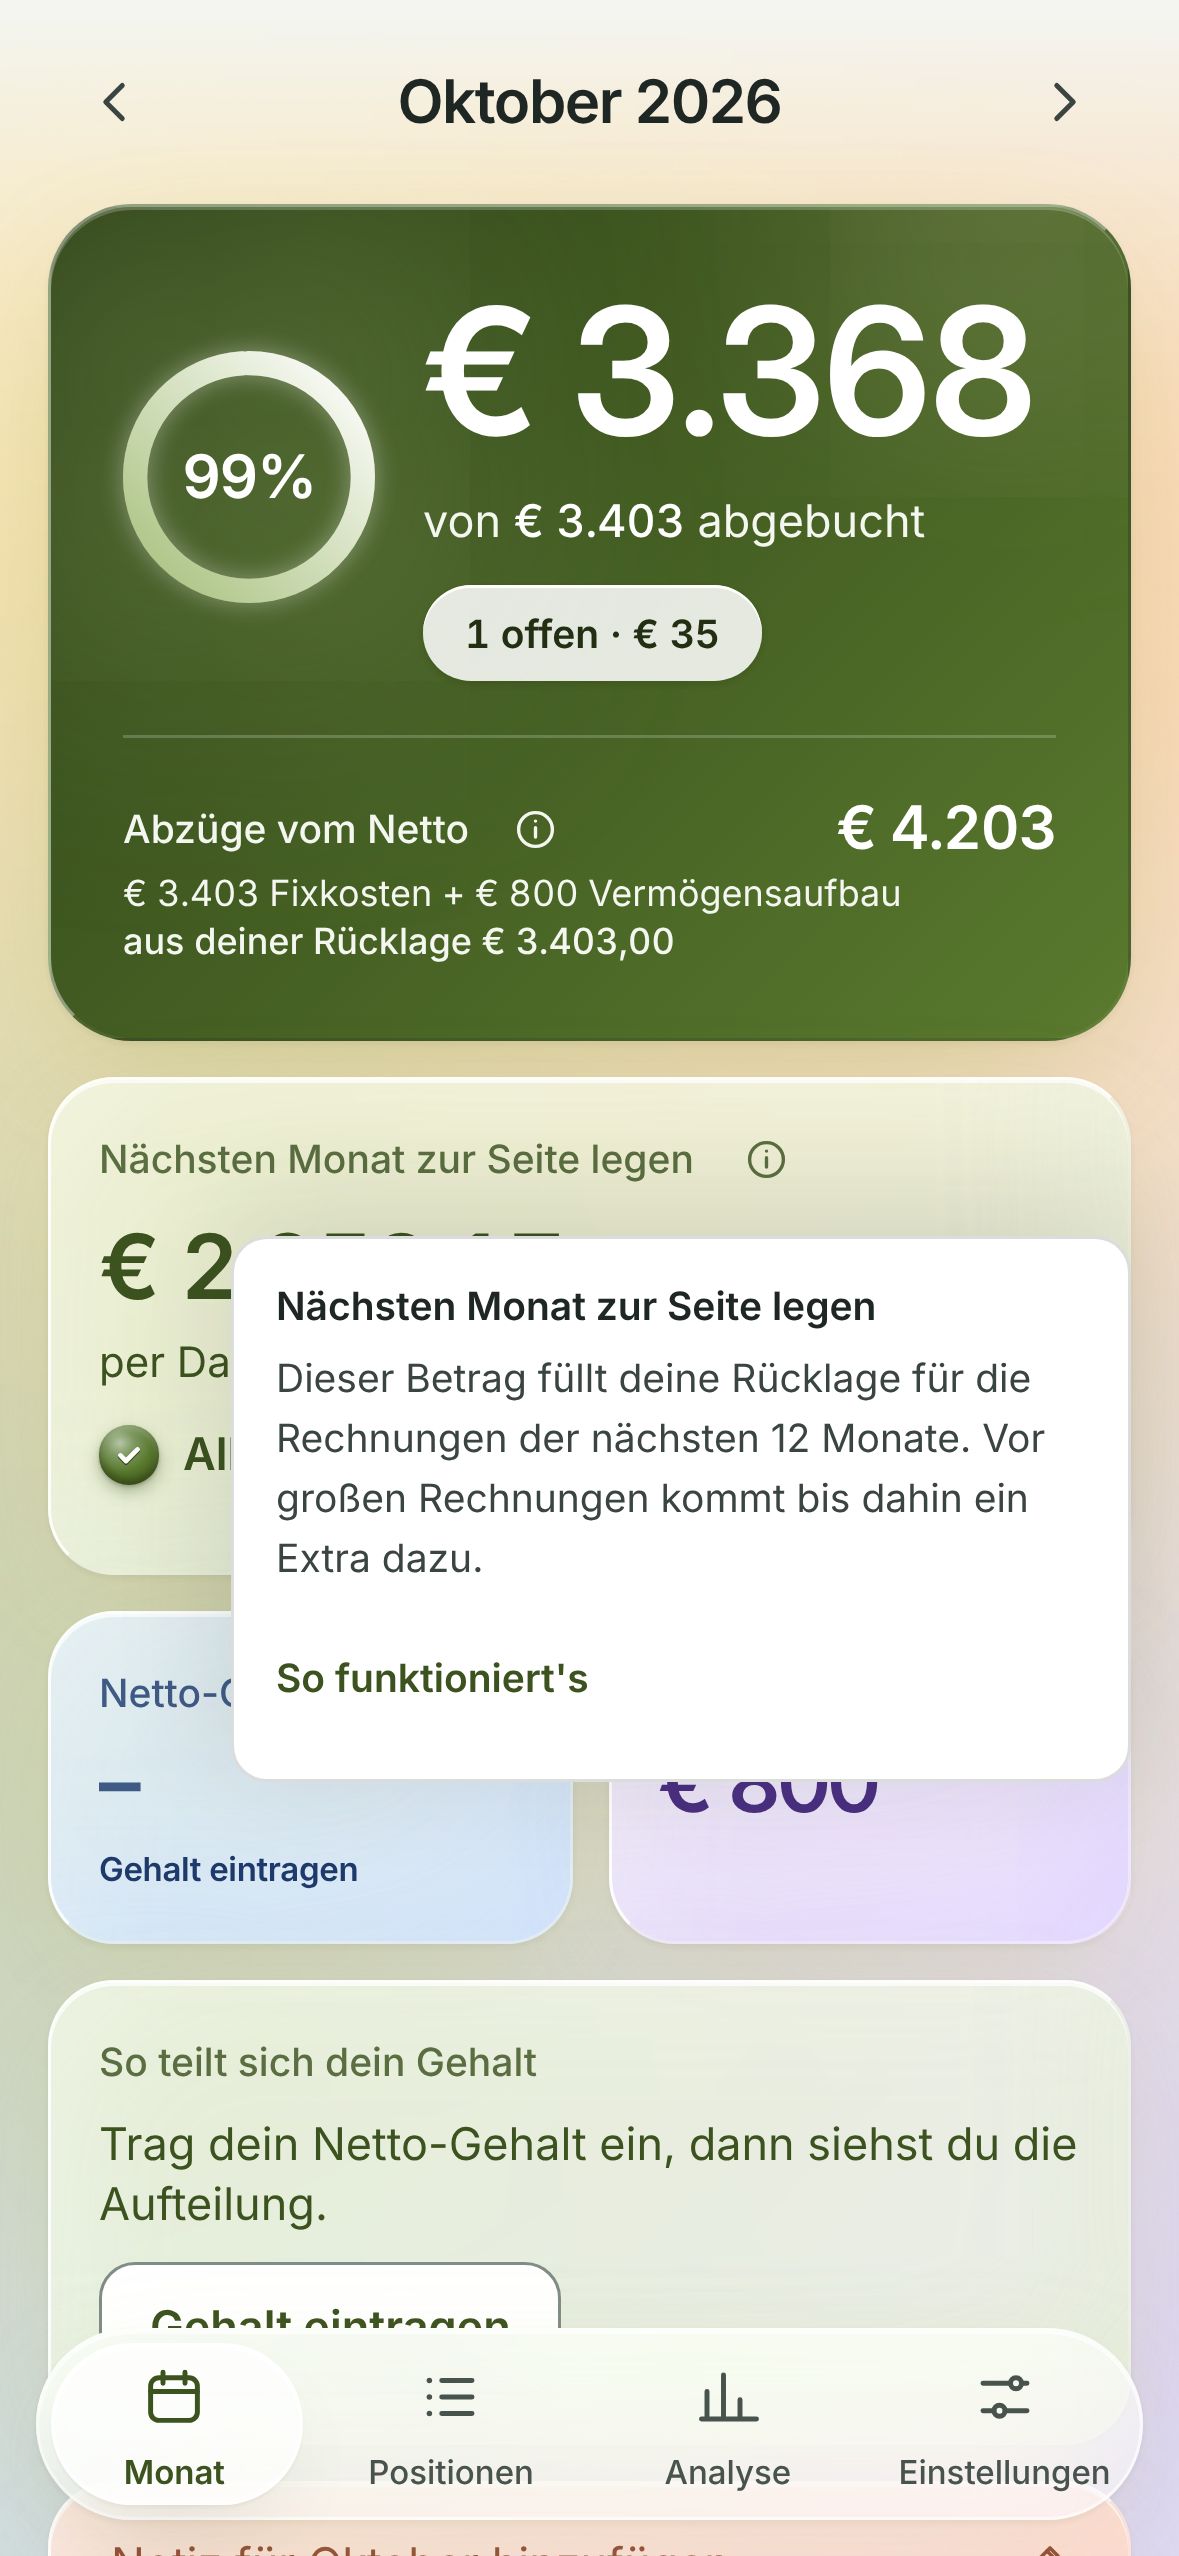 Oktober 2026
99%
€ 3.368
von € 3.403 abgebucht
1 offen · € 35
Abzüge vom Netto
€ 4.203
€ 3.403 Fixkosten + € 800 Vermögensaufbau
aus deiner Rücklage € 3.403,00
Nächsten Monat zur Seite legen
€ 2
per
Nächsten Monat zur Seite legen
Dieser Betrag füllt deine Rücklage für die
Rechnungen der nächsten 12 Monate. Vor
großen Rechnungen kommt bis dahin ein
Extra dazu.
So funktioniert's
–
€ 800
Gehalt eintragen
So teilt sich dein Gehalt
Trag dein Netto-Gehalt ein, dann siehst du die
Aufteilung.
Gehalt eintragen
Monat
Positionen
Analyse
Einstellungen
Notiz für Oktober hinzufügen